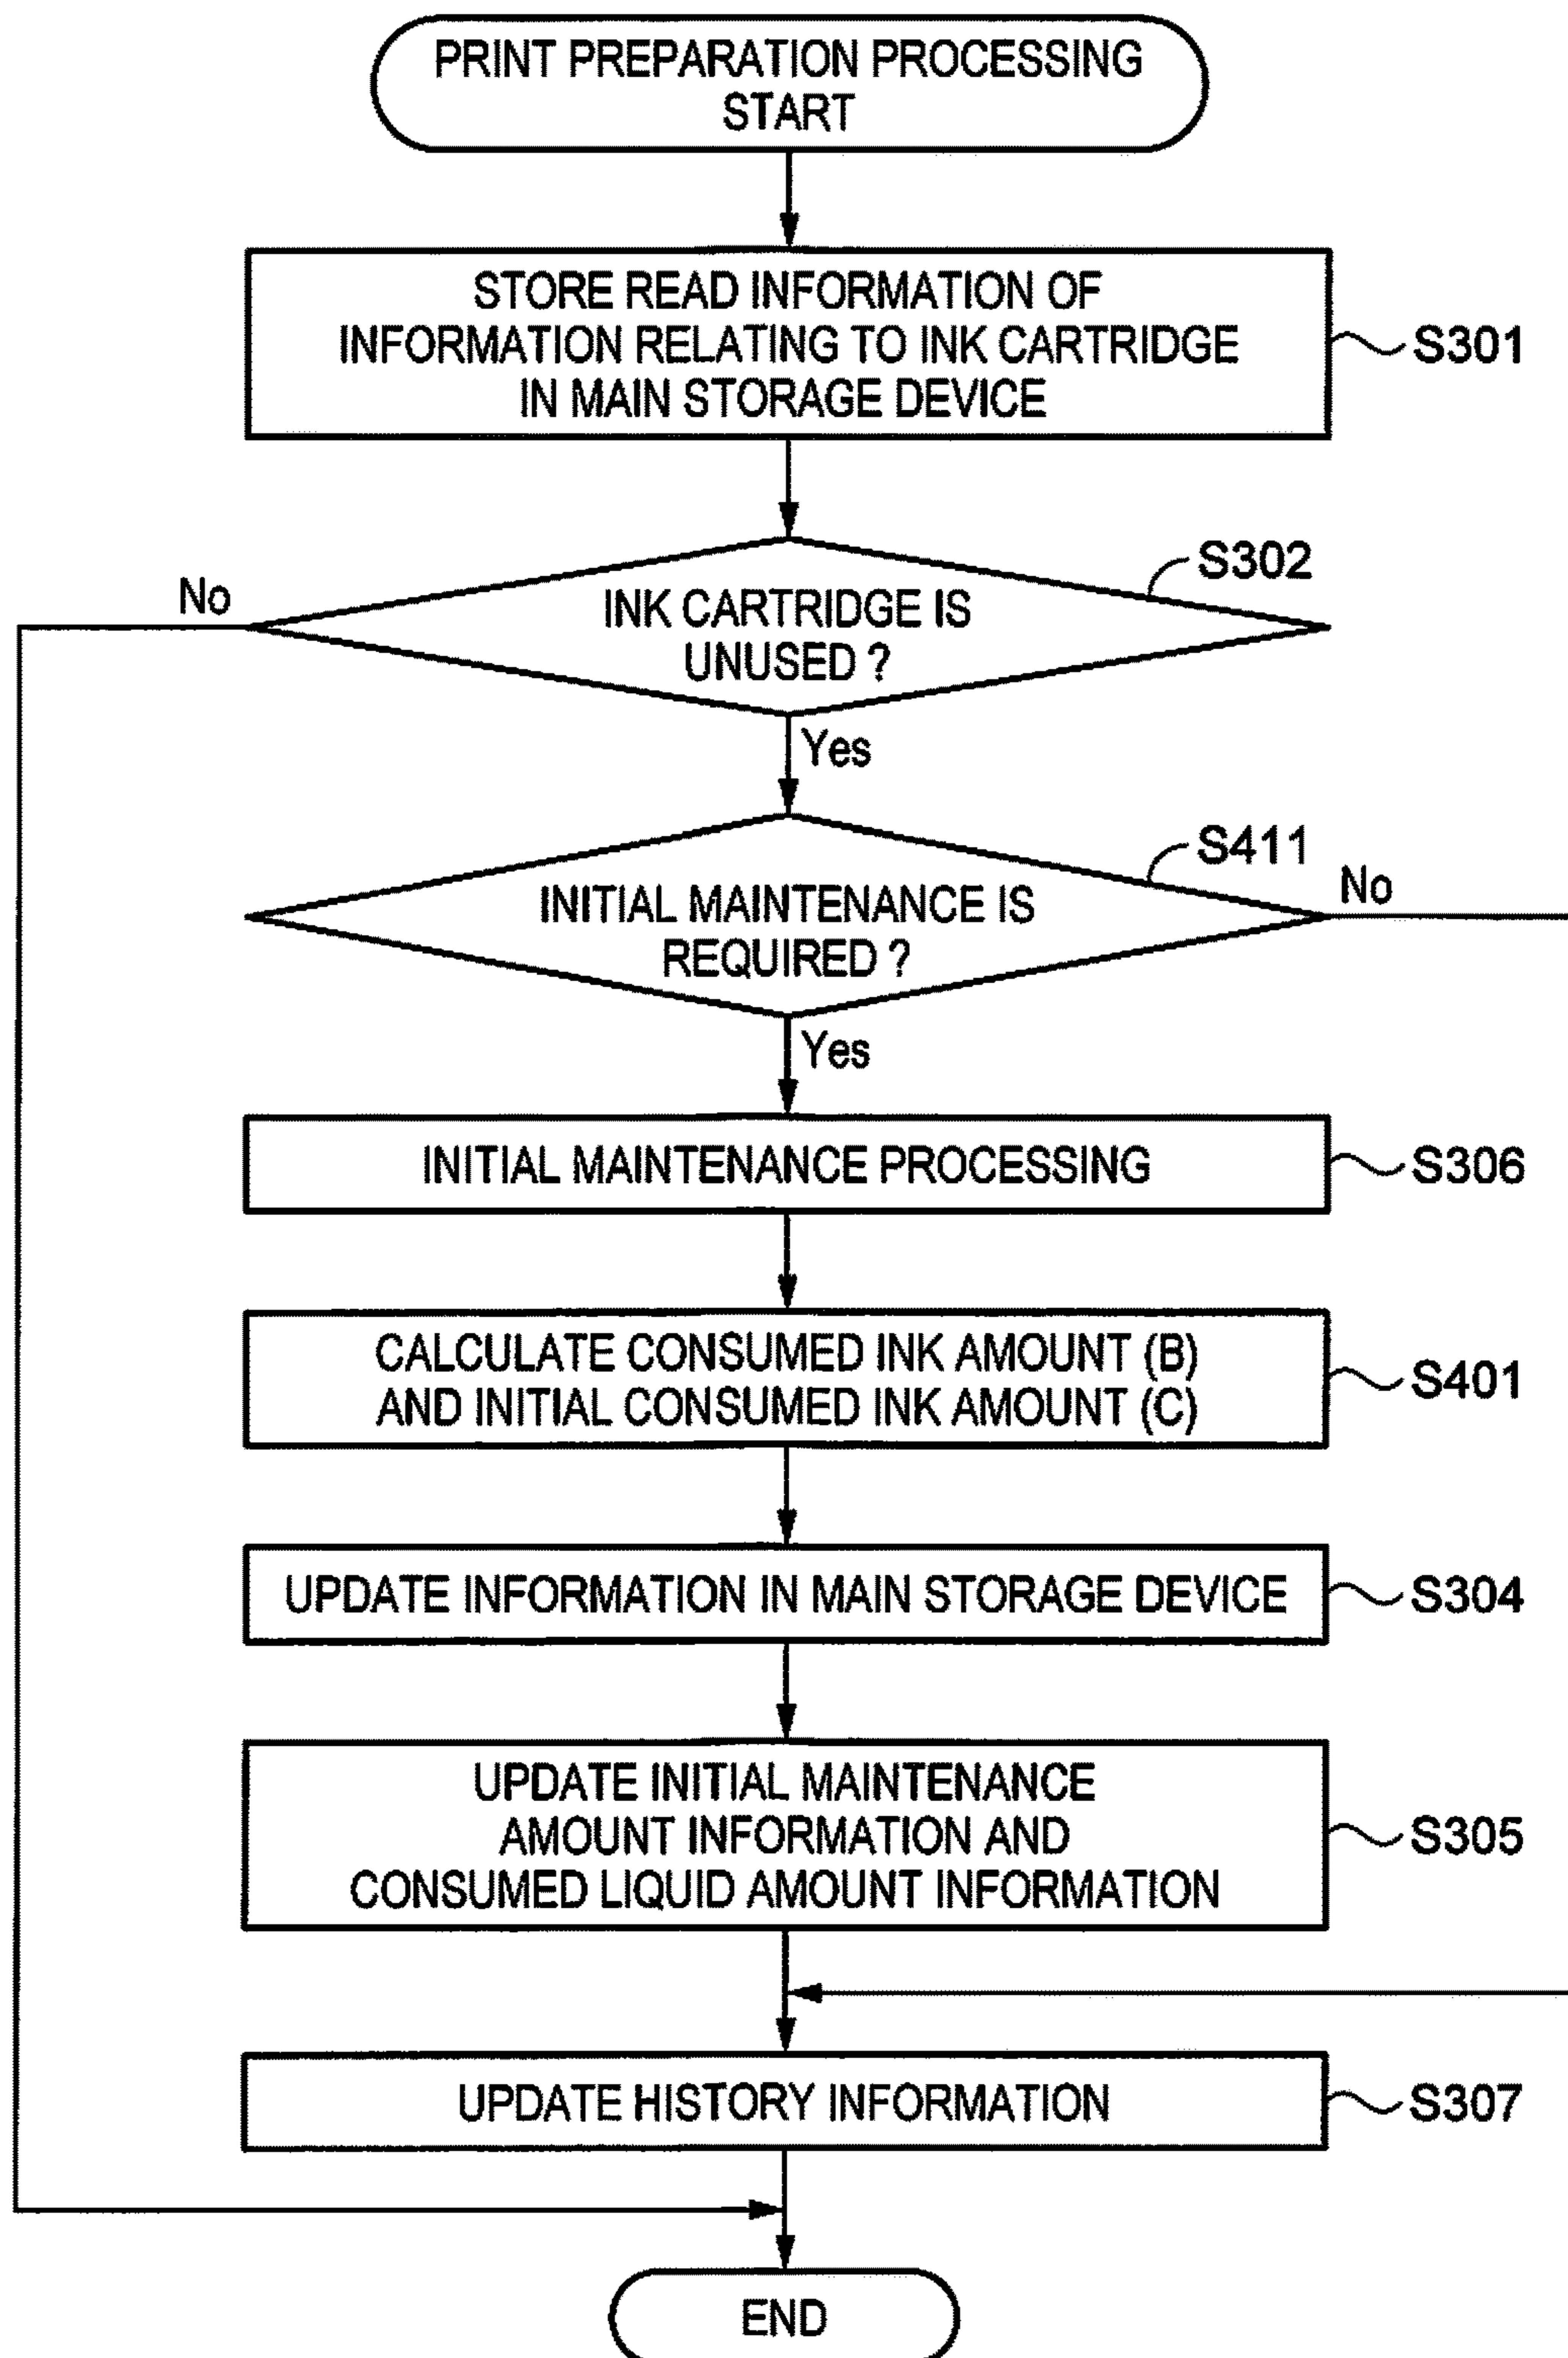 PRINT PREPARATION PROCESSING
START
STORE READ INFORMATION OF
INFORMATION RELATING TO INK CARTRIDGE
IN MAIN STORAGE DEVICE
S301
S302
No
INK CARTRIDGE IS
UNUSED ?
Yes
S411
No
INITIAL MAINTENANCE IS
REQUIRED ?
Yes
INITIAL MAINTENANCE PROCESSING
S306
CALCULATE CONSUMED INK AMOUNT (B)
AND INITIAL CONSUMED INK AMOUNT (C)
S401
UPDATE INFORMATION IN MAIN STORAGE DEVICE
S304
UPDATE INITIAL MAINTENANCE
AMOUNT INFORMATION AND
CONSUMED LIQUID AMOUNT INFORMATION
S305
UPDATE HISTORY INFORMATION
S307
END